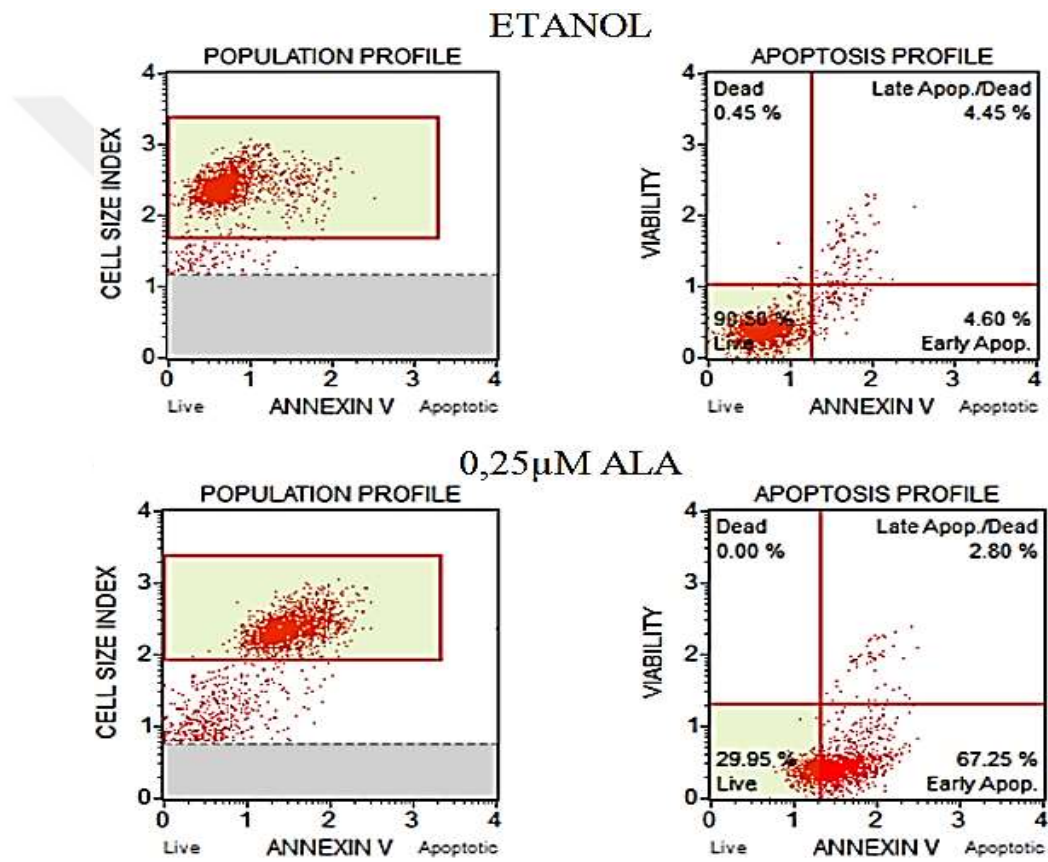 ETANOL
POPULATION PROFILE
CELL SIZE INDEX
4
3
2
1
0
0 1 2 3 4
Live ANNEXIN V Apoptotic
APOPTOSIS PROFILE
VIABILITY
4
3
2
1
0
Dead
0.45 %
Late Apop./Dead
4.45 %
90.50 %
Live
4.60 %
Early Apop.
0 1 2 3 4
Live ANNEXIN V Apoptotic
0,25µM ALA
POPULATION PROFILE
CELL SIZE INDEX
4
3
2
1
0
0 1 2 3 4
Live ANNEXIN V Apoptotic
APOPTOSIS PROFILE
VIABILITY
4
3
2
1
0
Dead
0.00 %
Late Apop./Dead
2.80 %
29.95 %
Live
67.25 %
Early Apop.
0 1 2 3 4
Live ANNEXIN V Apoptotic